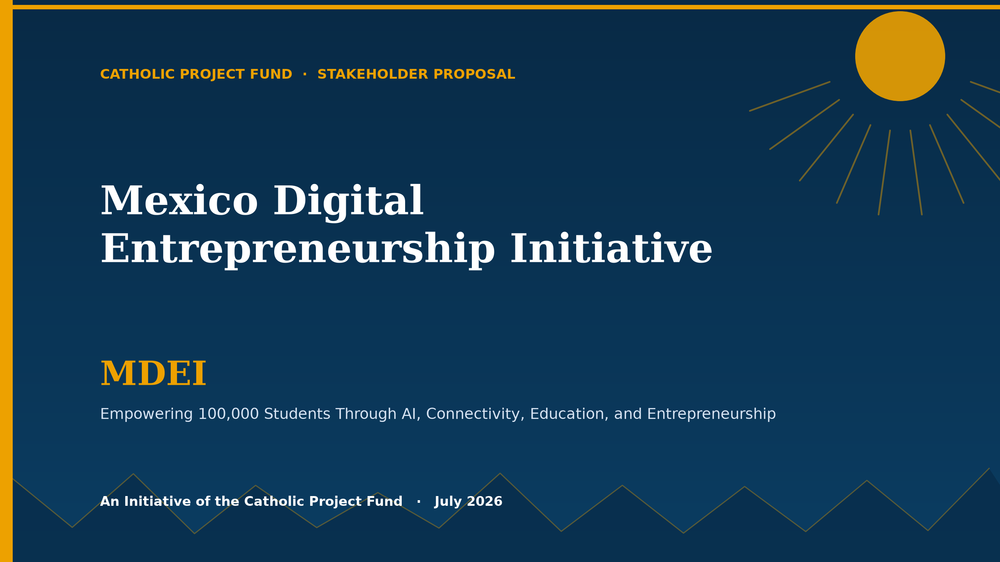 CATHOLIC PROJECT FUND · STAKEHOLDER PROPOSAL
Mexico Digital
Entrepreneurship Initiative
MDEI
Empowering 100,000 Students Through AI, Connectivity, Education, and Entrepreneurship
An Initiative of the Catholic Project Fund · July 2026